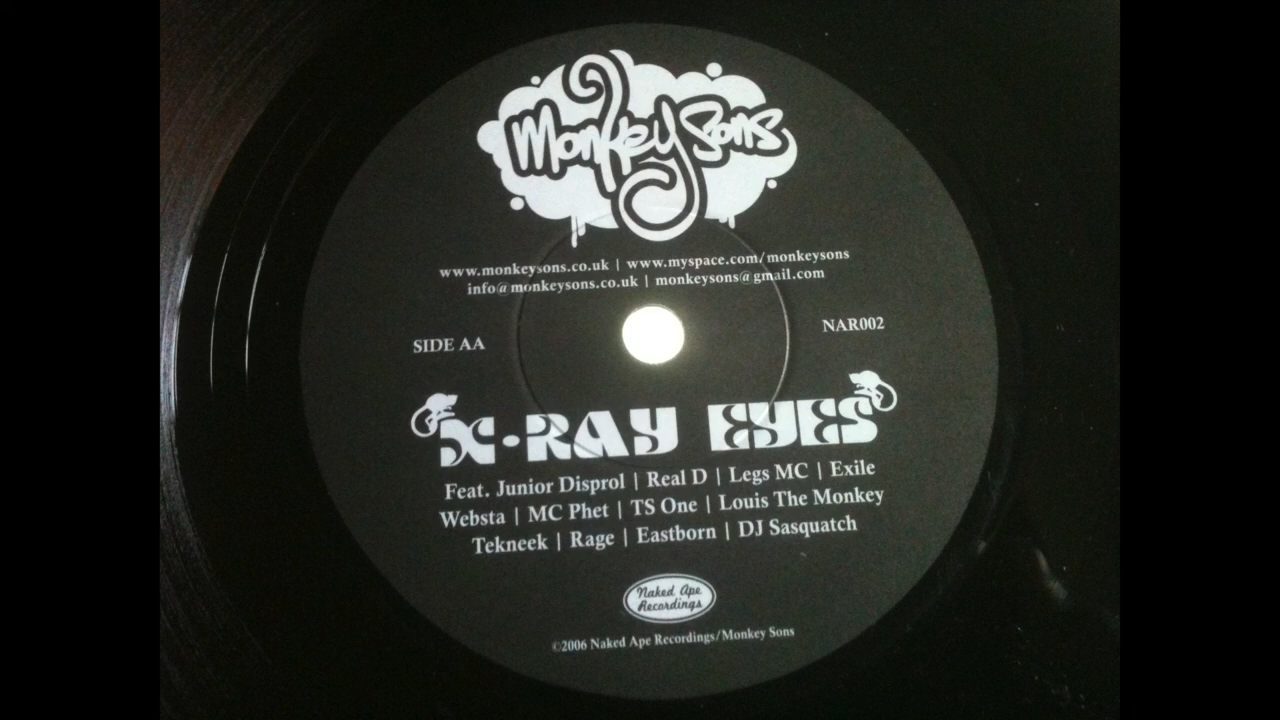 Monkey Sons
www.monkeysons.co.uk | www.myspace.com/monkeysons
info@monkeysons.co.uk | monkeysons@gmail.com
SIDE AA
NAR002
X-RAY EYES
Feat. Junior Disprol | Real D | Legs MC | Exile
Websta | MC Phet | TS One | Louis The Monkey
Tekneek | Rage | Eastborn | DJ Sasquatch
Naked Ape
Recordings
©2006 Naked Ape Recordings/Monkey Sons